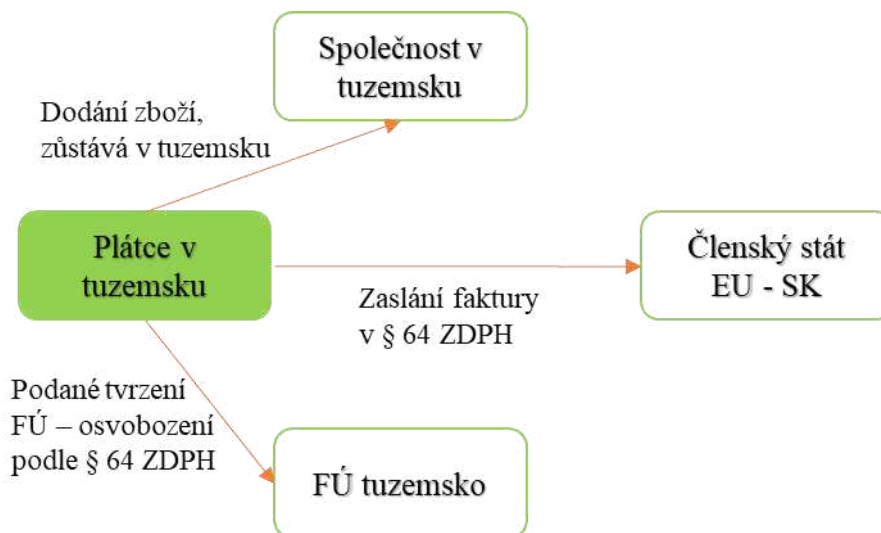 Společnost v
tuzemsku
Dodání zboží,
zůstává v tuzemsku
Plátce v
tuzemsku
Členský stát
EU - SK
Zaslání faktury
v § 64 ZDPH
Podané tvrzení
FÚ – osvobození
podle § 64 ZDPH
FÚ tuzemsko